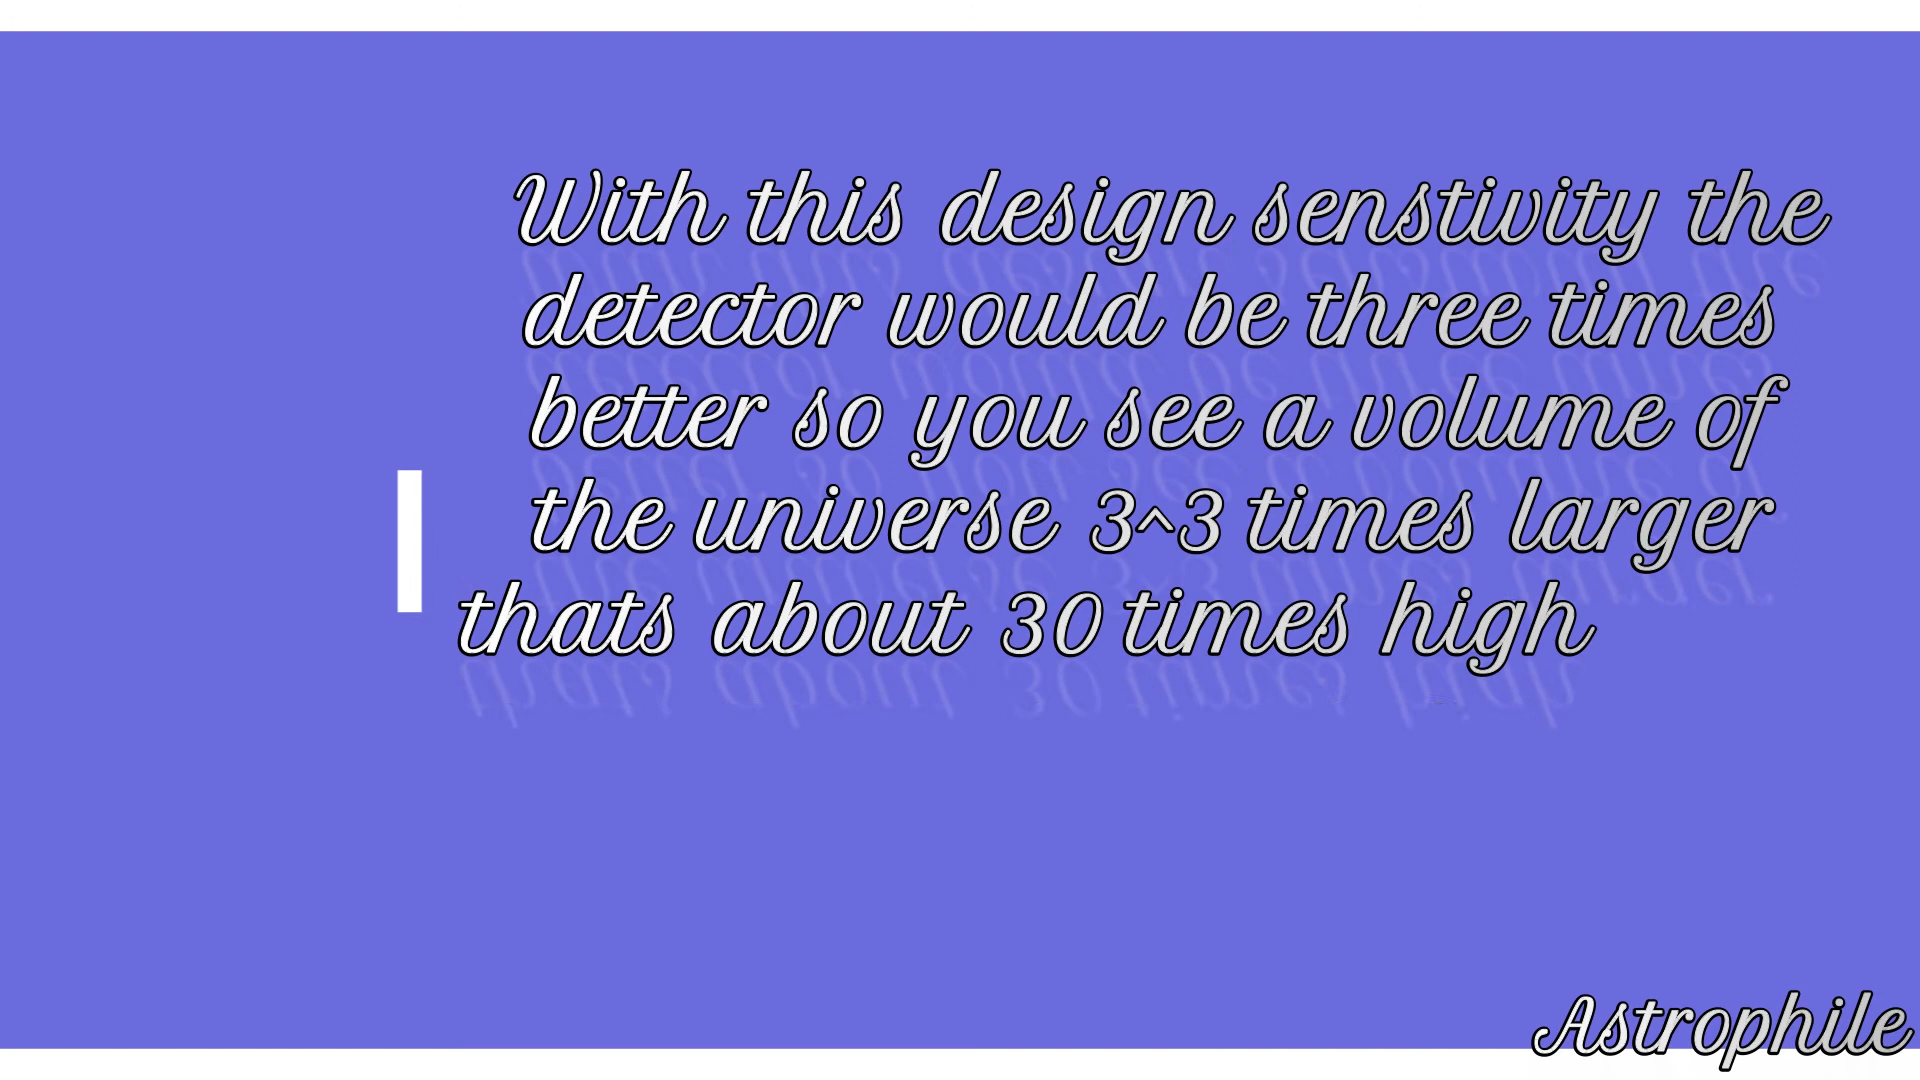 With this design senstivity the
detector would be three times
better so you see a volume of
the universe 3^3 times larger
thats about 30 times high
Astrophile